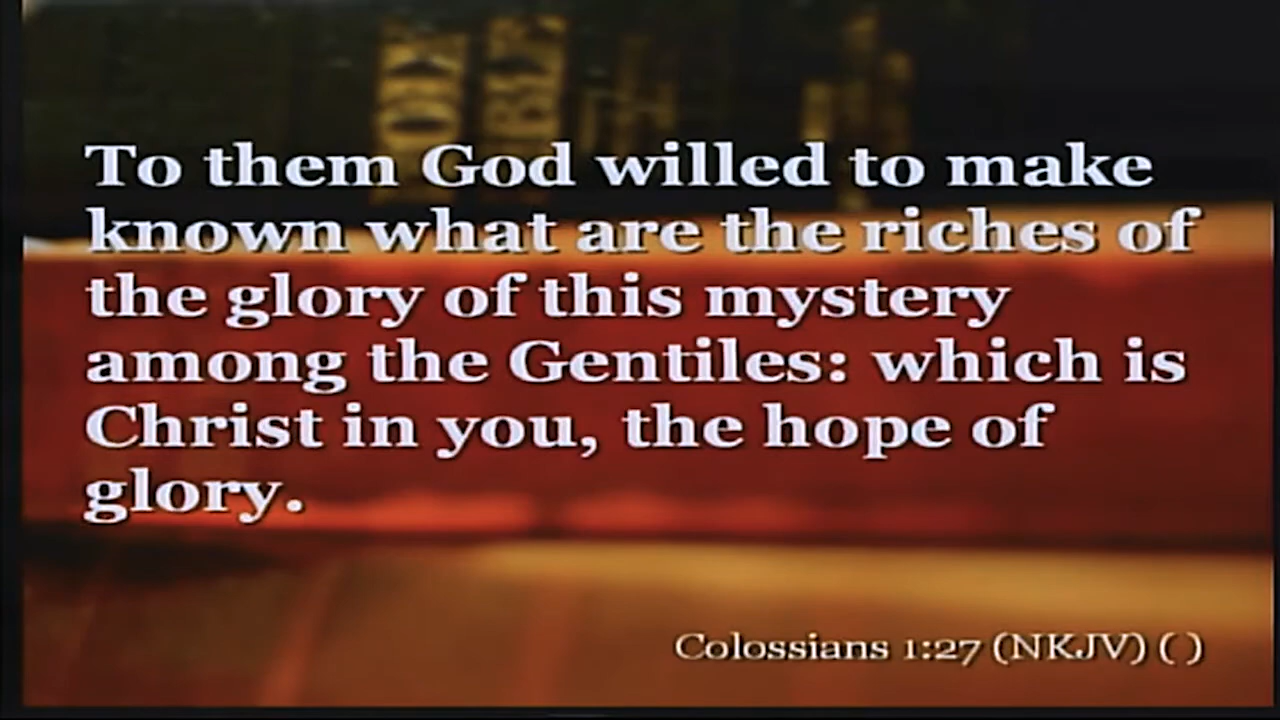 To them God willed to make
known what are the riches of
the glory of this mystery
among the Gentiles: which is
Christ in you, the hope of
glory.
Colossians 1:27 (NKJV) ( )